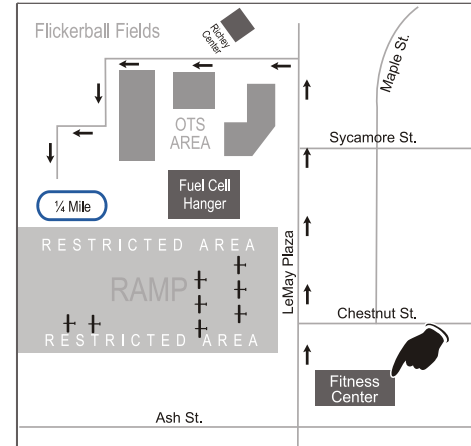 Flickerball Fields
Richey
Center
Maple St.
OTS
AREA
Sycamore St.
Fuel Cell
Hanger
¼ Mile
RESTRICTED AREA
LeMay Plaza
RAMP
Chestnut St.
RESTRICTED AREA
Fitness
Center
Ash St.